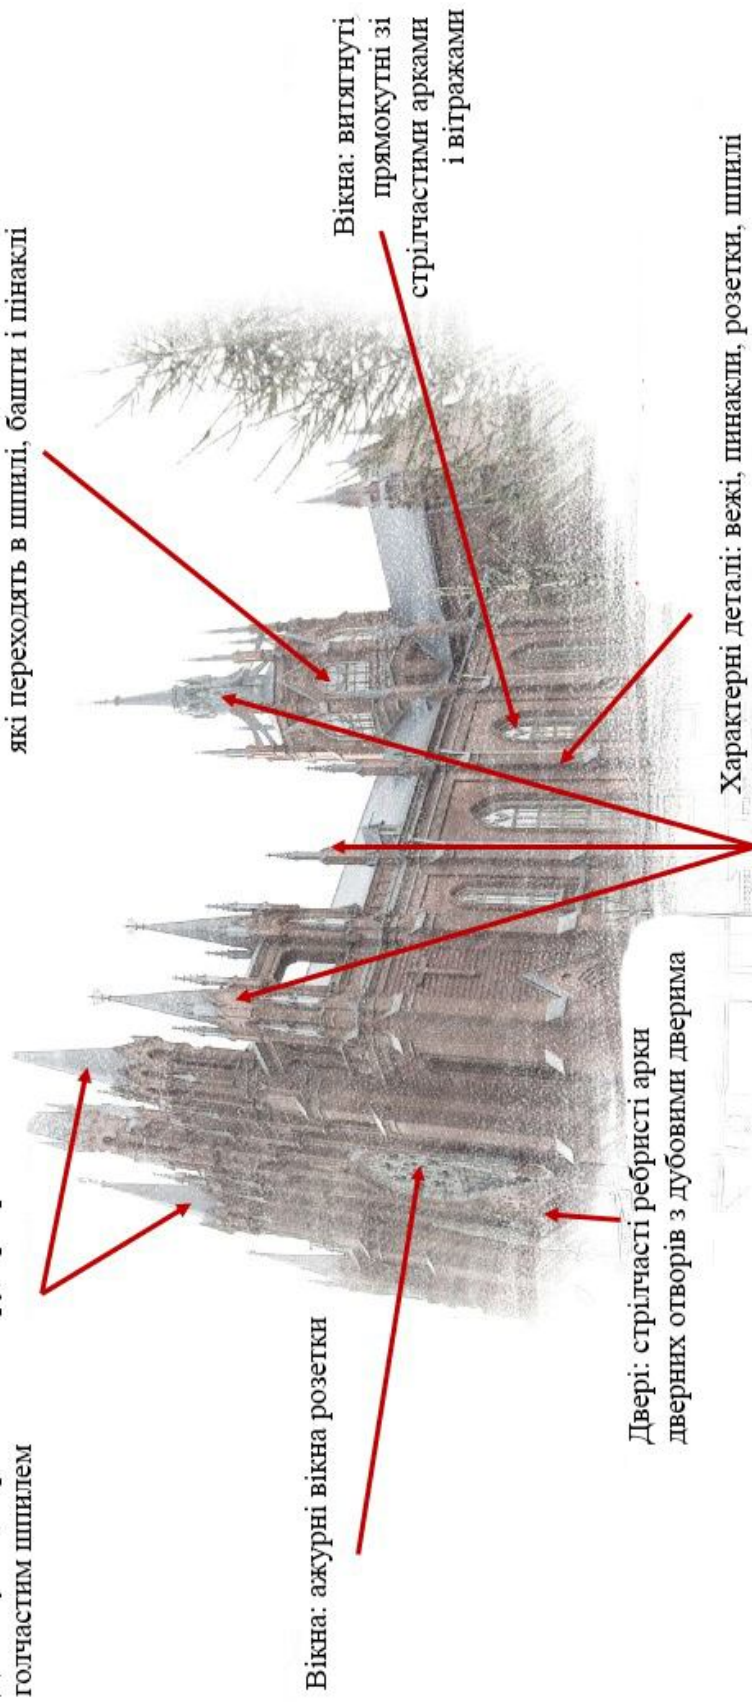 голчастим шпилем
які переходять в шпилі, башти і пінаклі
Вікна: витягнуті
прямокутні зі
стрілчастими арками
і вітражами
Вікна: ажурні вікна розетки
Двері: стрілчасті ребристі арки
дверних отворів з дубовими дверима
Характерні деталі: вежі, пинакли, розетки, шпилі